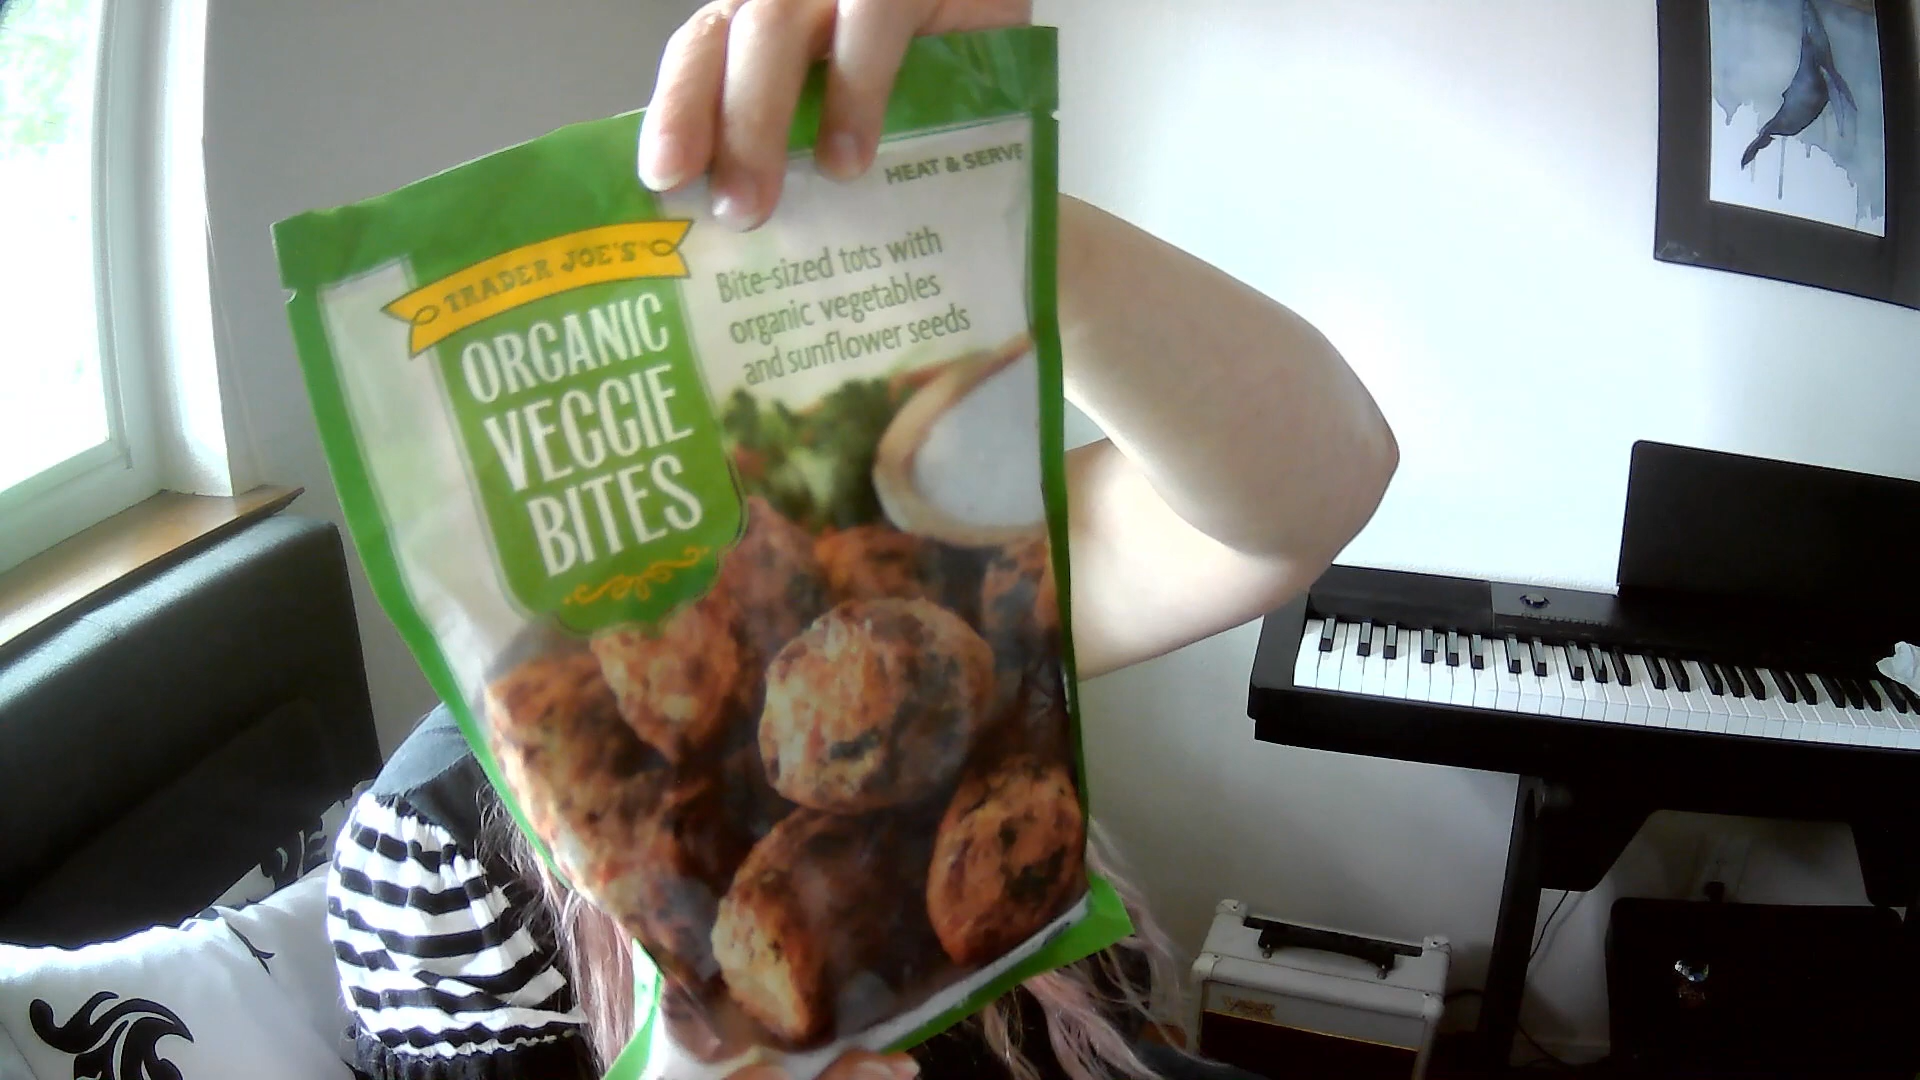 HEAT & SERVE
TRADER JOE'S
ORGANIC
VEGGIE
BITES
Bite-sized tots with
organic vegetables
and sunflower seeds